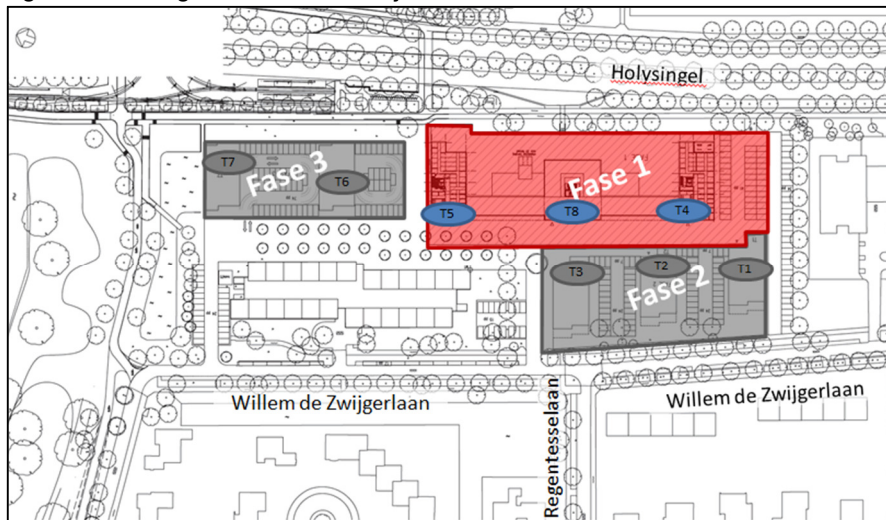 Holysingel
T7
Fase 3
T6
Fase 1
T5
T8
T4
T3
T2
T1
Fase 2
Willem de Zwijgerlaan
Regentesselaan
Willem de Zwijgerlaan